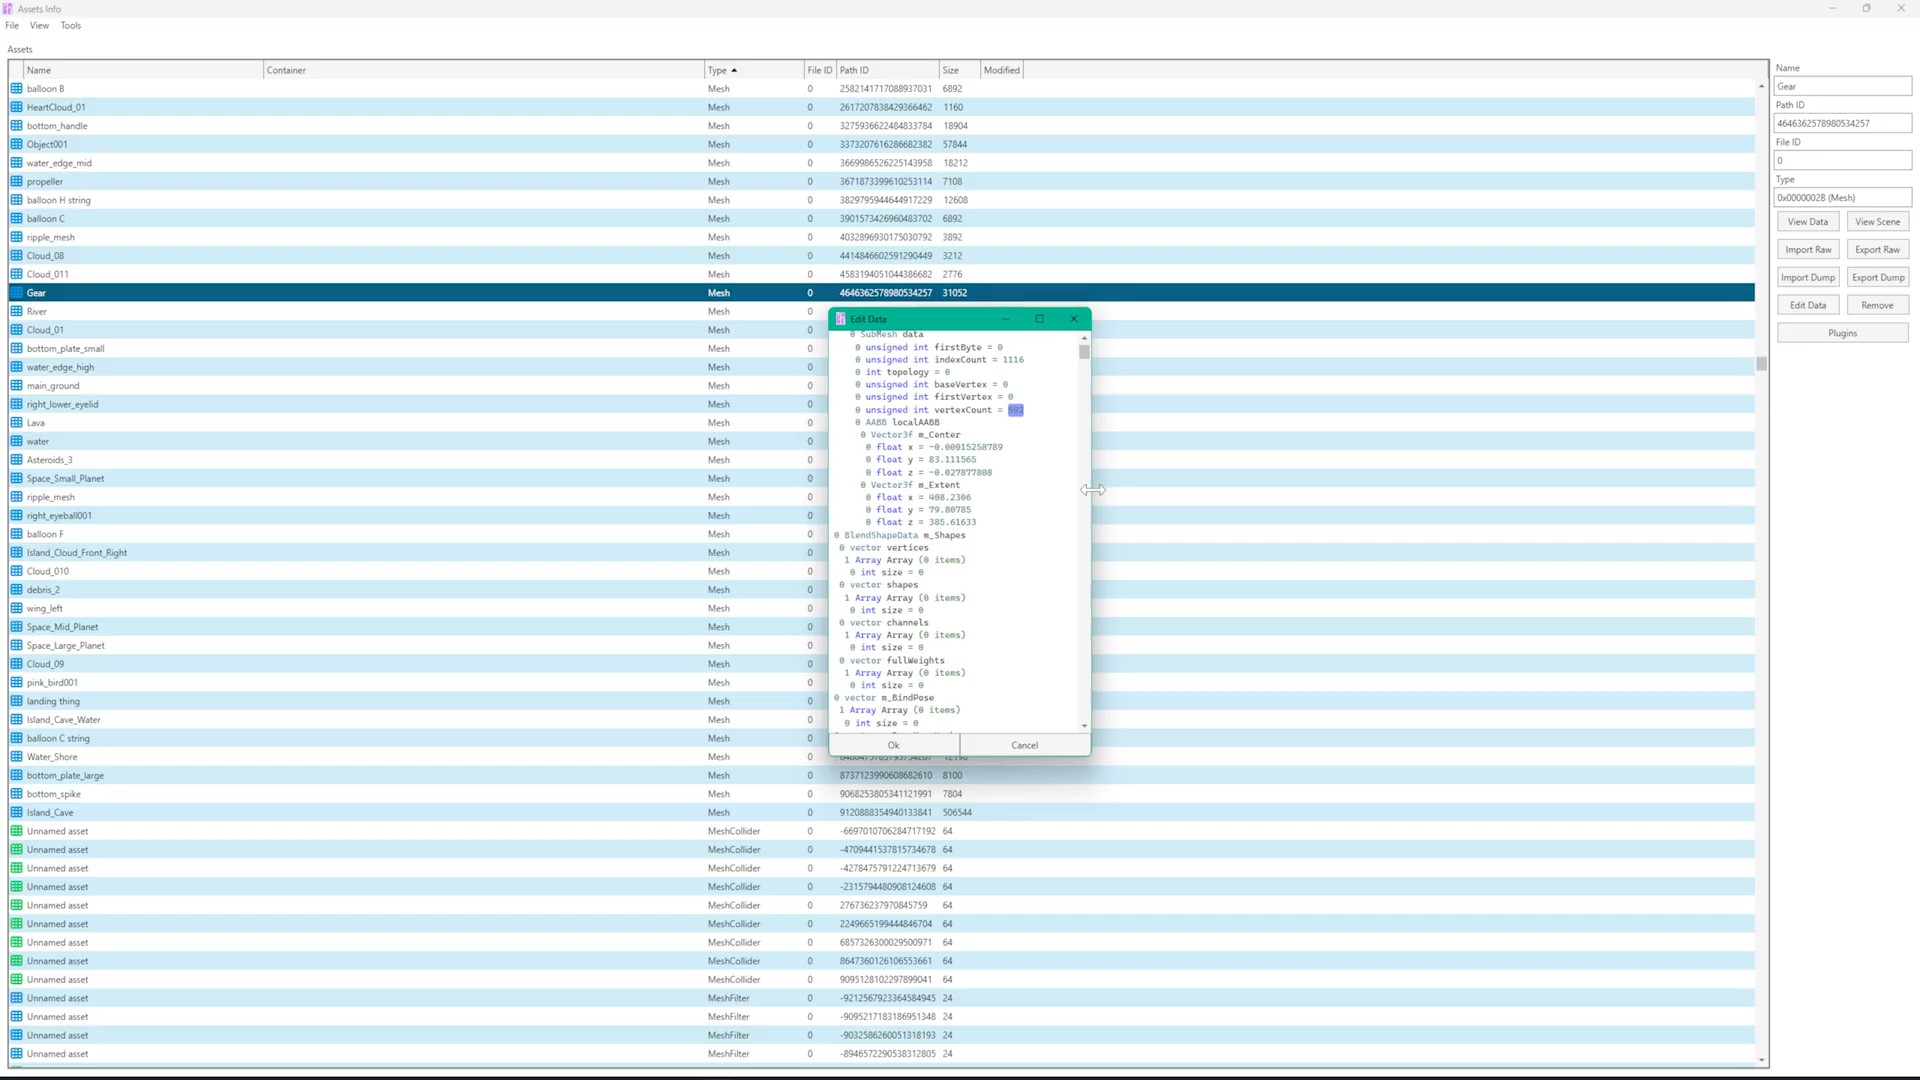 Assets Info
File View Tools
Assets
Name Container Type File ID Path ID Size Modified
balloon B Mesh 0 2582141717088937031 6892
HeartCloud_01 Mesh 0 2617207838429366462 1160
bottom_handle Mesh 0 3275936622484833784 18904
Object001 Mesh 0 3373207616286682382 57844
water_edge_mid Mesh 0 3669986526225143958 18212
propeller Mesh 0 3671873399610253114 7108
balloon H string Mesh 0 3829795944644917229 12608
balloon C Mesh 0 3901573426960483702 6892
ripple_mesh Mesh 0 4032896930175030792 3892
Cloud_08 Mesh 0 4414846602591290449 3212
Cloud_011 Mesh 0 4583194051044386682 2776
Gear Mesh 0 4646362578980534257 31052
River Mesh 0
Cloud_01 Mesh 0
bottom_plate_small Mesh 0
water_edge_high Mesh 0
main_ground Mesh 0
right_lower_eyelid Mesh 0
Lava Mesh 0
water Mesh 0
Asteroids_3 Mesh 0
Space_Small_Planet Mesh 0
ripple_mesh Mesh 0
right_eyeball001 Mesh 0
balloon F Mesh 0
Island_Cloud_Front_Right Mesh 0
Cloud_010 Mesh 0
debris_2 Mesh 0
wing_left Mesh 0
Space_Mid_Planet Mesh 0
Space_Large_Planet Mesh 0
Cloud_09 Mesh 0
pink_bird001 Mesh 0
landing thing Mesh 0
Island_Cave_Water Mesh 0
balloon C string Mesh 0
Water_Shore Mesh 0
bottom_plate_large Mesh 0 8737123990608682610 8100
bottom_spike Mesh 0 9068253805341121991 7804
Island_Cave Mesh 0 9120888354940133841 506544
Unnamed asset MeshCollider 0 -6697010706284717192 64
Unnamed asset MeshCollider 0 -4709441537815734678 64
Unnamed asset MeshCollider 0 -4278475791224713679 64
Unnamed asset MeshCollider 0 -2315794480908124608 64
Unnamed asset MeshCollider 0 276736237970845759 64
Unnamed asset MeshCollider 0 2249665199444846704 64
Unnamed asset MeshCollider 0 6857326300029500971 64
Unnamed asset MeshCollider 0 8647360126106553661 64
Unnamed asset MeshCollider 0 9095128102297899041 64
Unnamed asset MeshFilter 0 -9212567923364584945 24
Unnamed asset MeshFilter 0 -9095217183186951348 24
Unnamed asset MeshFilter 0 -9032586260051318193 24
Unnamed asset MeshFilter 0 -8946572290538312805 24
Edit Data
0 SubMesh data
0 unsigned int firstByte = 0
0 unsigned int indexCount = 1116
0 int topology = 0
0 unsigned int baseVertex = 0
0 unsigned int firstVertex = 0
0 unsigned int vertexCount = 592
0 AABB localAABB
0 Vector3f m_Center
0 float x = -0.00015258789
0 float y = 83.111565
0 float z = -0.027877808
0 Vector3f m_Extent
0 float x = 408.2306
0 float y = 79.80785
0 float z = 385.61633
0 BlendShapeData m_Shapes
0 vector vertices
1 Array Array (0 items)
0 int size = 0
0 vector shapes
1 Array Array (0 items)
0 int size = 0
0 vector channels
1 Array Array (0 items)
0 int size = 0
0 vector fullWeights
1 Array Array (0 items)
0 int size = 0
0 vector m_BindPose
1 Array Array (0 items)
0 int size = 0
Ok Cancel
Name
Gear
Path ID
4646362578980534257
File ID
0
Type
0x0000002B (Mesh)
View Data View Scene
Import Raw Export Raw
Import Dump Export Dump
Edit Data Remove
Plugins